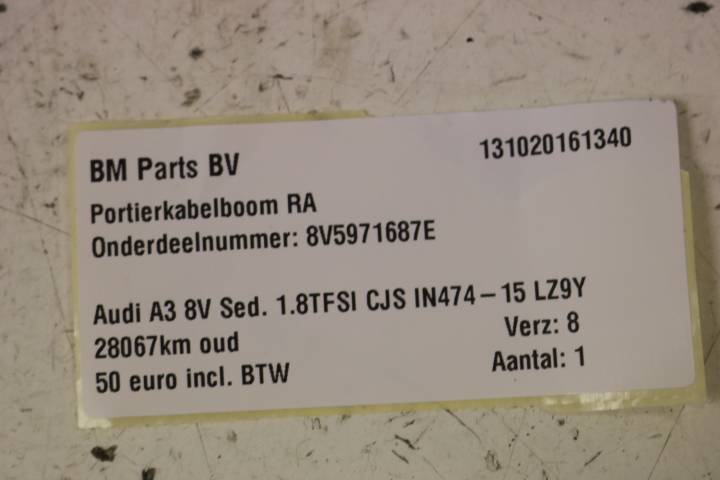 BM Parts BV 131020161340
Portierkabelboom RA
Onderdeelnummer: 8V5971687E
Audi A3 8V Sed. 1.8TFSI CJS IN474-15 LZ9Y
28067km oud Verz: 8
50 euro incl. BTW Aantal: 1